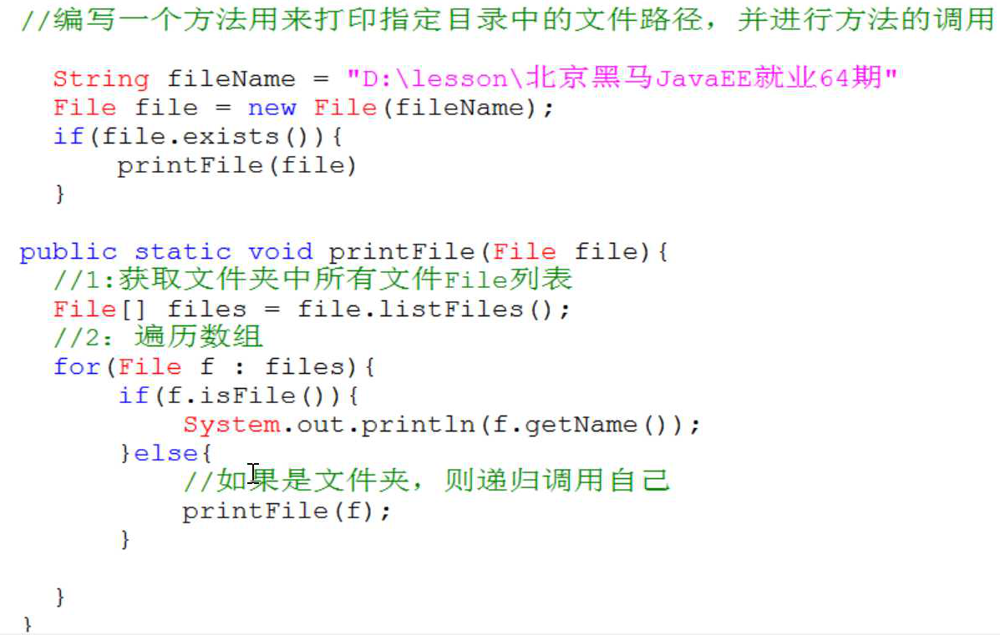 //编写一个方法用来打印指定目录中的文件路径，并进行方法的调用
String fileName = "D:\lesson\北京黑马JavaEE就业64期"
File file = new File(fileName);
if(file.exists()){
printFile(file)
}
public static void printFile(File file){
//1:获取文件夹中所有文件File列表
File[] files = file.listFiles();
//2：遍历数组
for(File f : files){
if(f.isFile()){
System.out.println(f.getName());
}else{
//如果是文件夹，则递归调用自己
printFile(f);
}
}
}